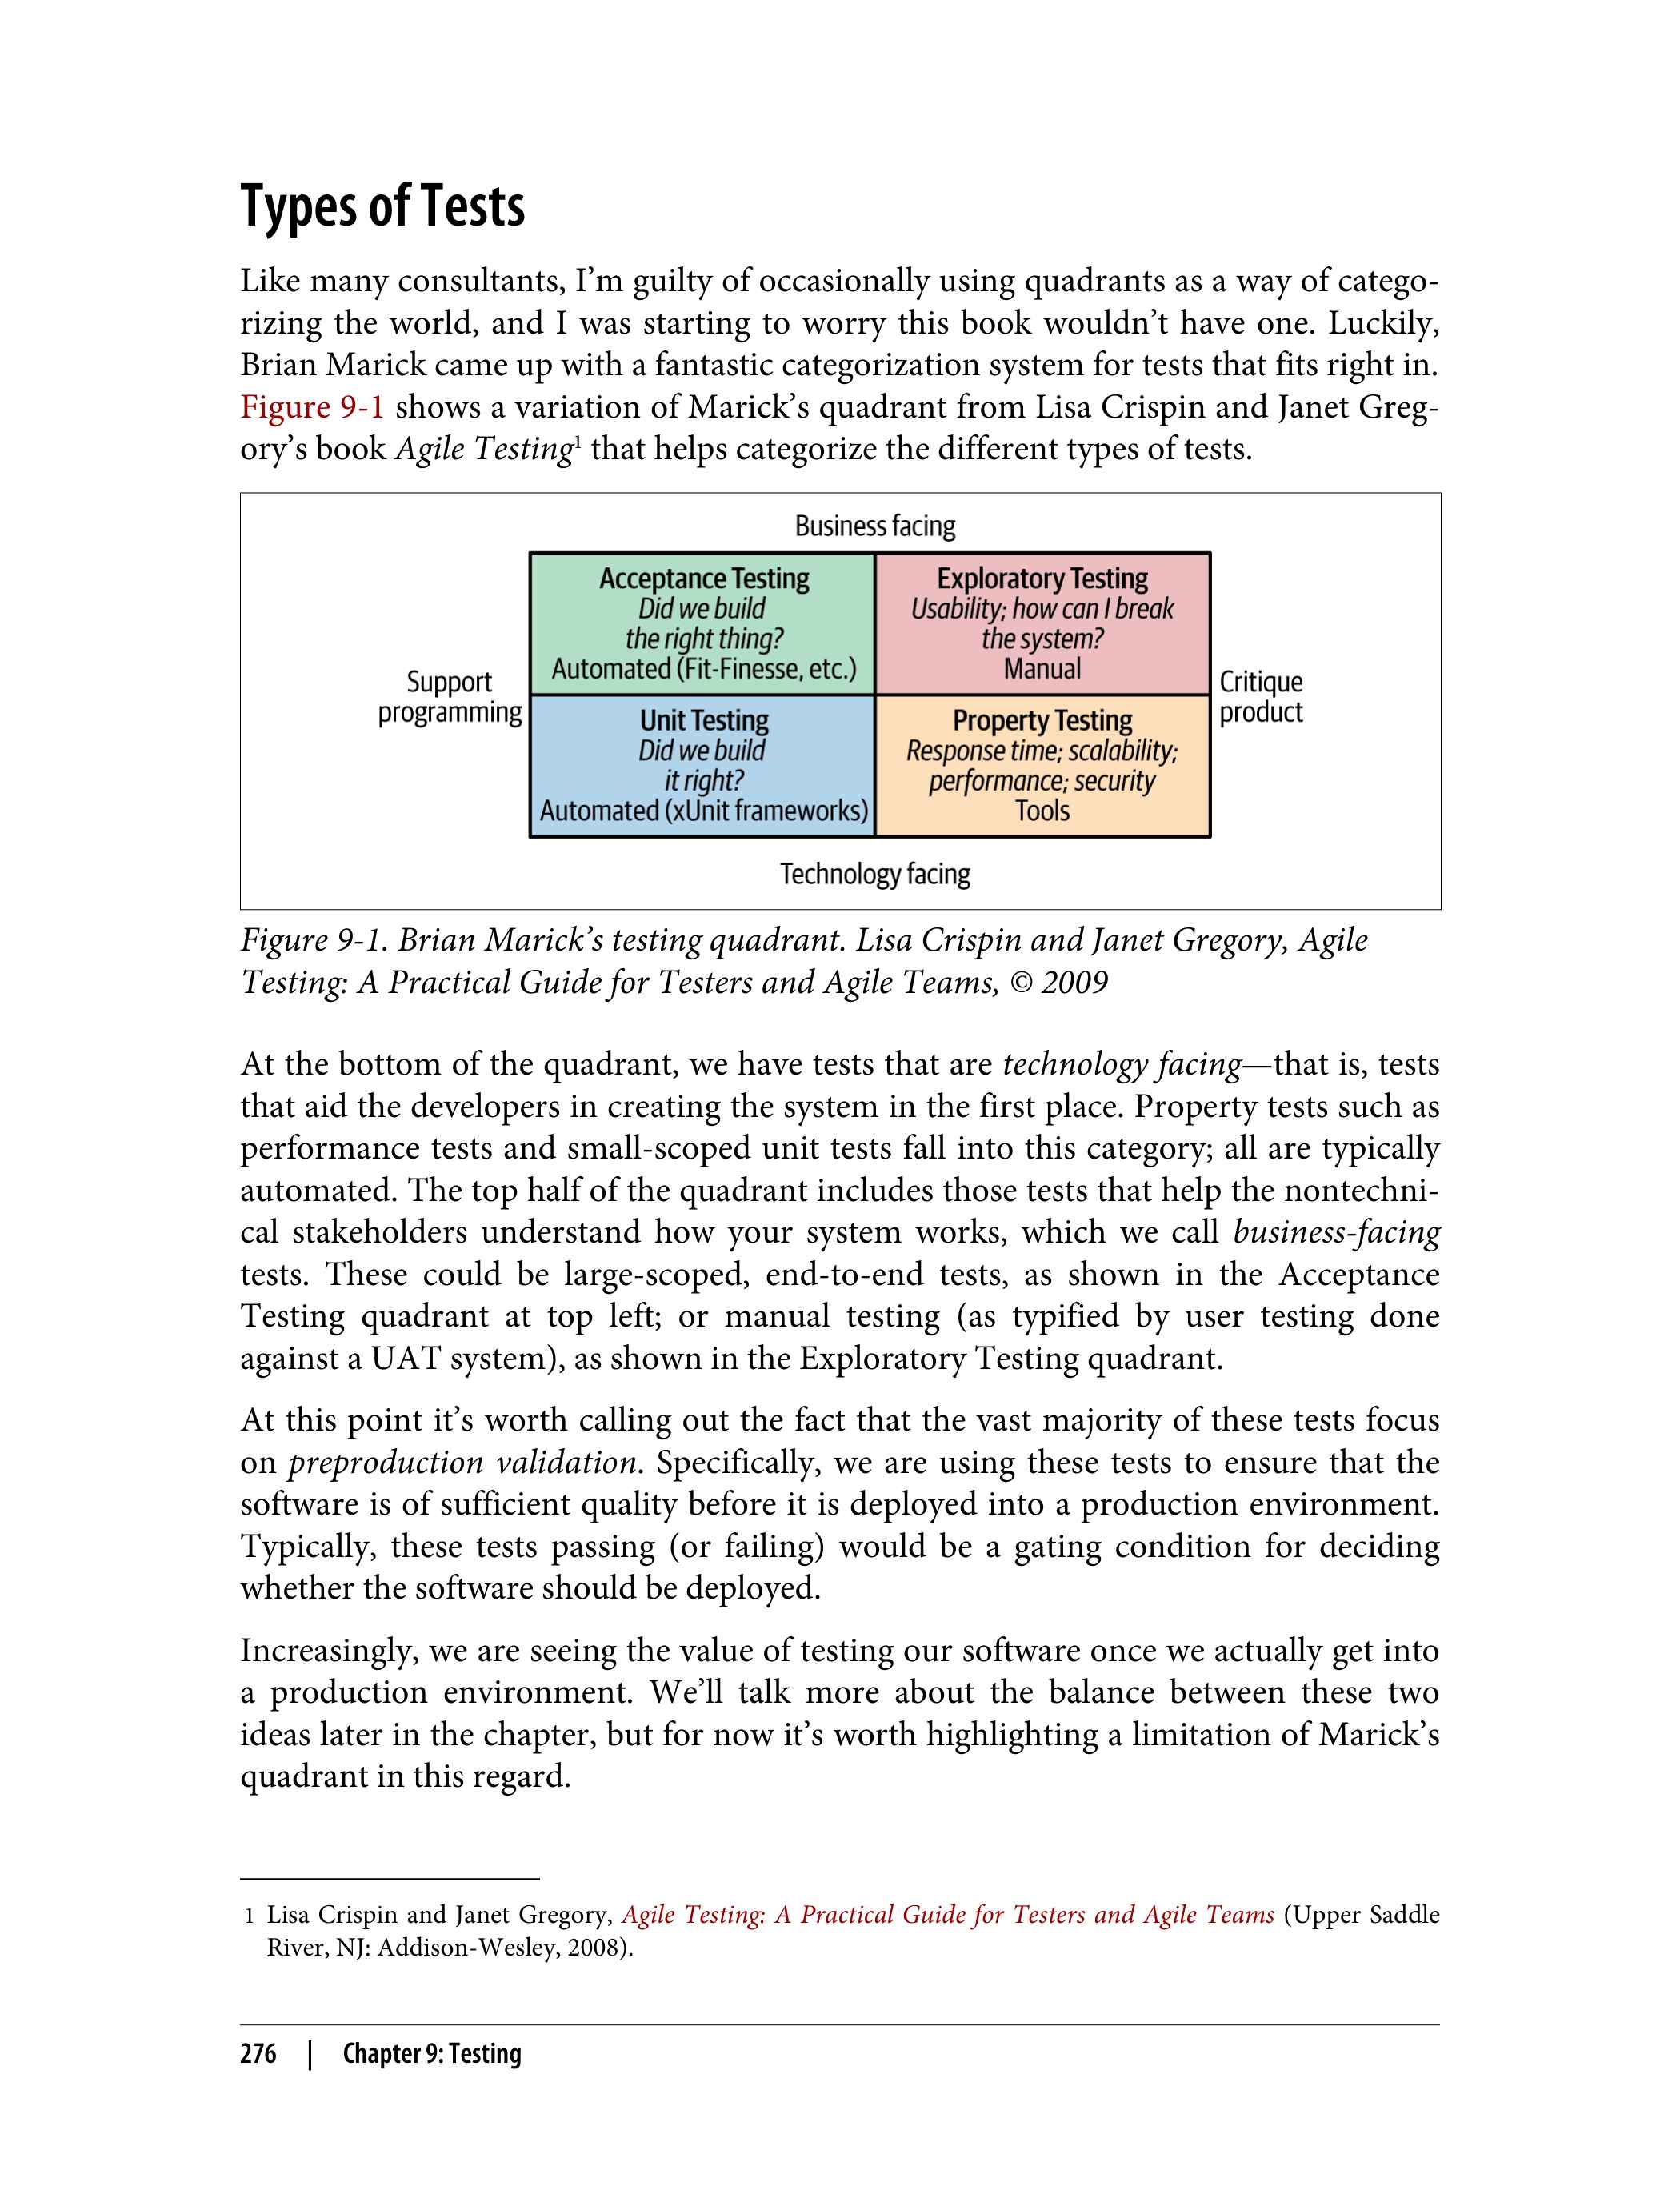 Types of Tests
Like many consultants, I’m guilty of occasionally using quadrants as a way of catego-
rizing the world, and I was starting to worry this book wouldn’t have one. Luckily,
Brian Marick came up with a fantastic categorization system for tests that fits right in.
Figure 9-1 shows a variation of Marick’s quadrant from Lisa Crispin and Janet Greg-
ory’s book Agile Testing1 that helps categorize the different types of tests.
Business facing
Support
programming
Acceptance Testing
Did we build
the right thing?
Automated (Fit-Finesse, etc.)
Exploratory Testing
Usability; how can I break
the system?
Manual
Unit Testing
Did we build
it right?
Automated (xUnit frameworks)
Property Testing
Response time; scalability;
performance; security
Tools
Critique
product
Technology facing
Figure 9-1. Brian Marick’s testing quadrant. Lisa Crispin and Janet Gregory, Agile
Testing: A Practical Guide for Testers and Agile Teams, © 2009
At the bottom of the quadrant, we have tests that are technology facing—that is, tests
that aid the developers in creating the system in the first place. Property tests such as
performance tests and small-scoped unit tests fall into this category; all are typically
automated. The top half of the quadrant includes those tests that help the nontechni-
cal stakeholders understand how your system works, which we call business-facing
tests. These could be large-scoped, end-to-end tests, as shown in the Acceptance
Testing quadrant at top left; or manual testing (as typified by user testing done
against a UAT system), as shown in the Exploratory Testing quadrant.
At this point it’s worth calling out the fact that the vast majority of these tests focus
on preproduction validation. Specifically, we are using these tests to ensure that the
software is of sufficient quality before it is deployed into a production environment.
Typically, these tests passing (or failing) would be a gating condition for deciding
whether the software should be deployed.
Increasingly, we are seeing the value of testing our software once we actually get into
a production environment. We’ll talk more about the balance between these two
ideas later in the chapter, but for now it’s worth highlighting a limitation of Marick’s
quadrant in this regard.
1 Lisa Crispin and Janet Gregory, Agile Testing: A Practical Guide for Testers and Agile Teams (Upper Saddle
River, NJ: Addison-Wesley, 2008).
276 | Chapter 9: Testing